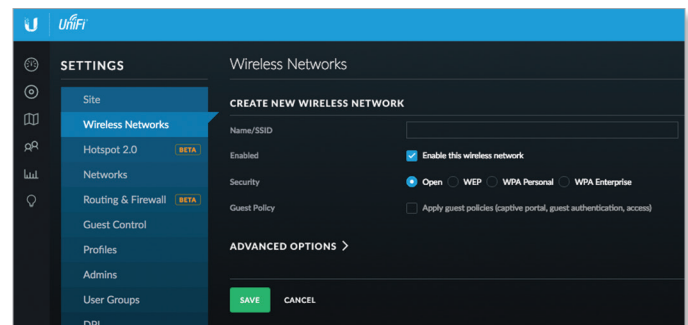 UniFi
SETTINGS
Site
Wireless Networks
Hotspot 2.0 BETA
Networks
Routing & Firewall BETA
Guest Control
Profiles
Admins
User Groups
DPI
Wireless Networks
CREATE NEW WIRELESS NETWORK
Name/SSID
Enabled Enable this wireless network
Security Open WEP WPA Personal WPA Enterprise
Guest Policy Apply guest policies (captive portal, guest authentication, access)
ADVANCED OPTIONS >
SAVE CANCEL